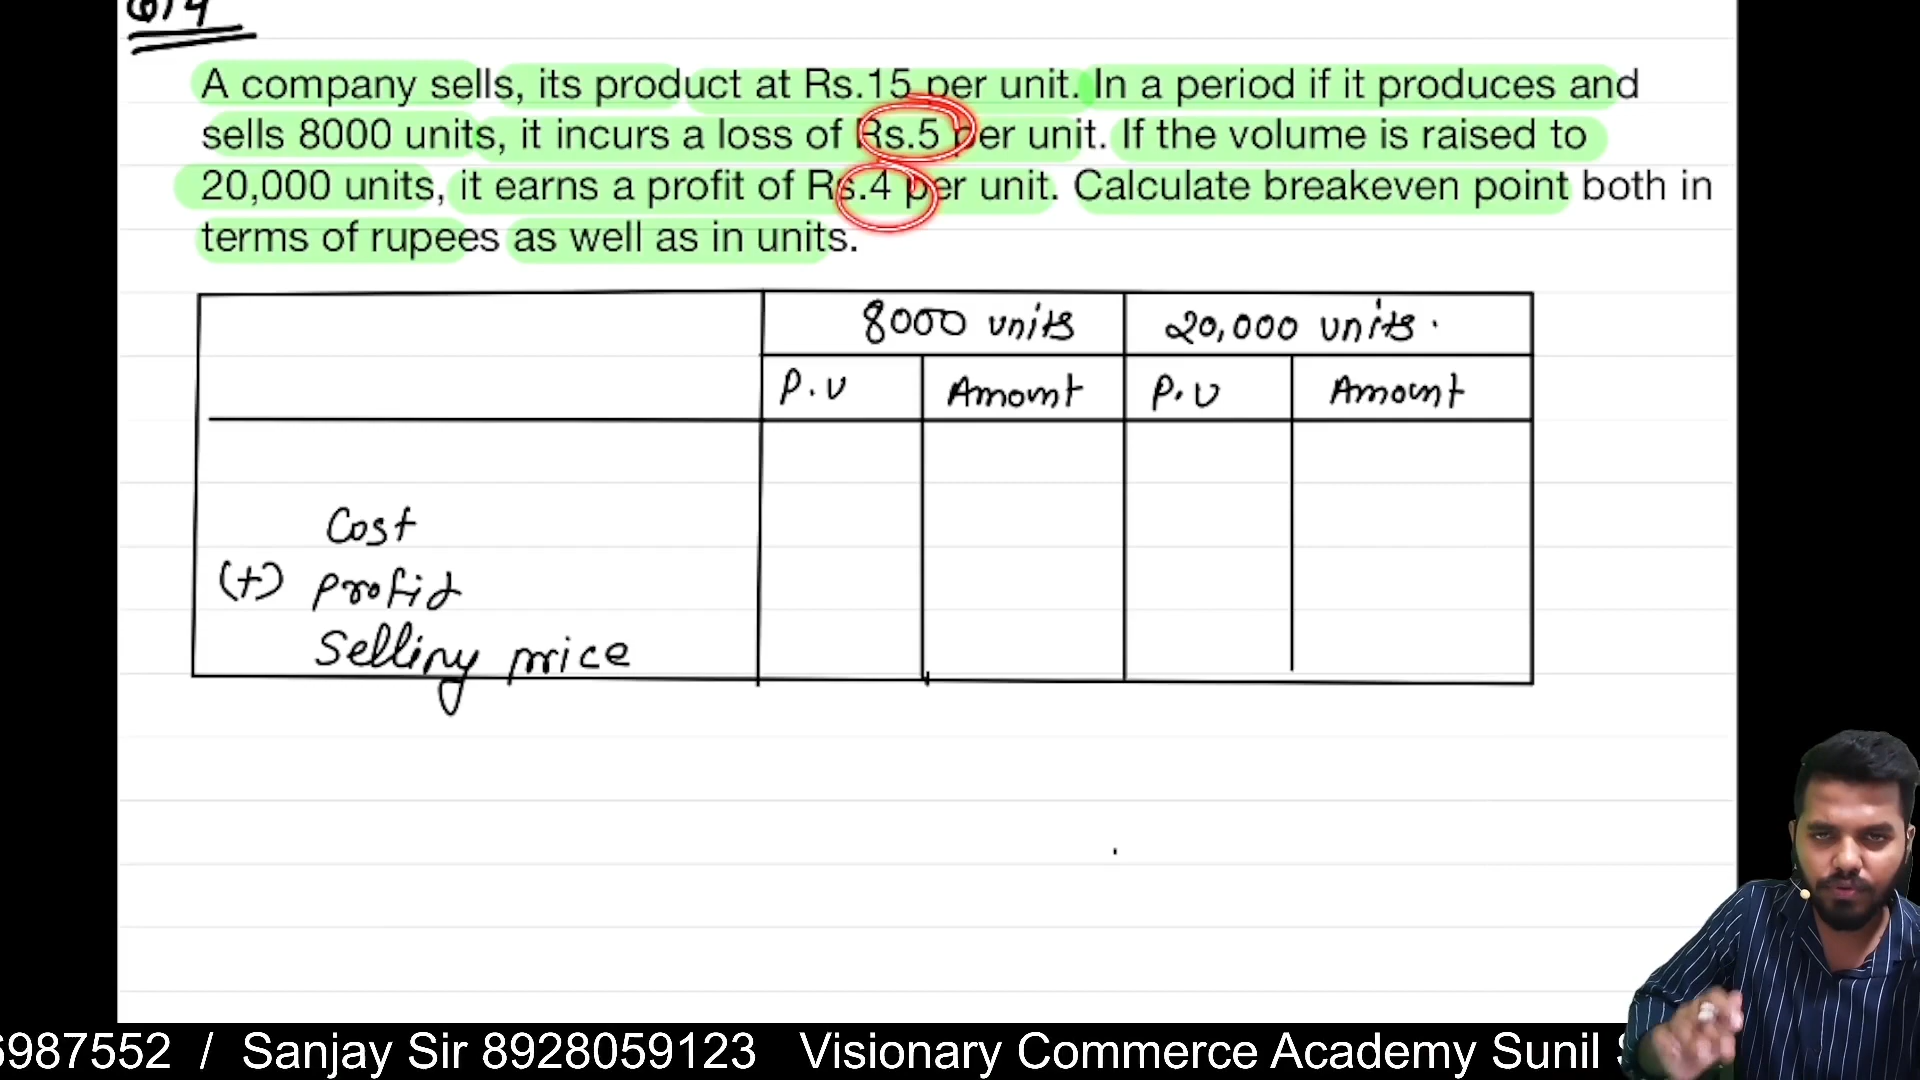 A company sells, its product at Rs.15 per unit. In a period if it produces and
sells 8000 units, it incurs a loss of Rs.5 per unit. If the volume is raised to
20,000 units, it earns a profit of Rs.4 per unit. Calculate breakeven point both in
terms of rupees as well as in units.
8000 units 20,000 units.
P.U Amount P.U Amount
Cost
(+) Profit
Selling price
987552 / Sanjay Sir 8928059123 Visionary Commerce Academy Sunil